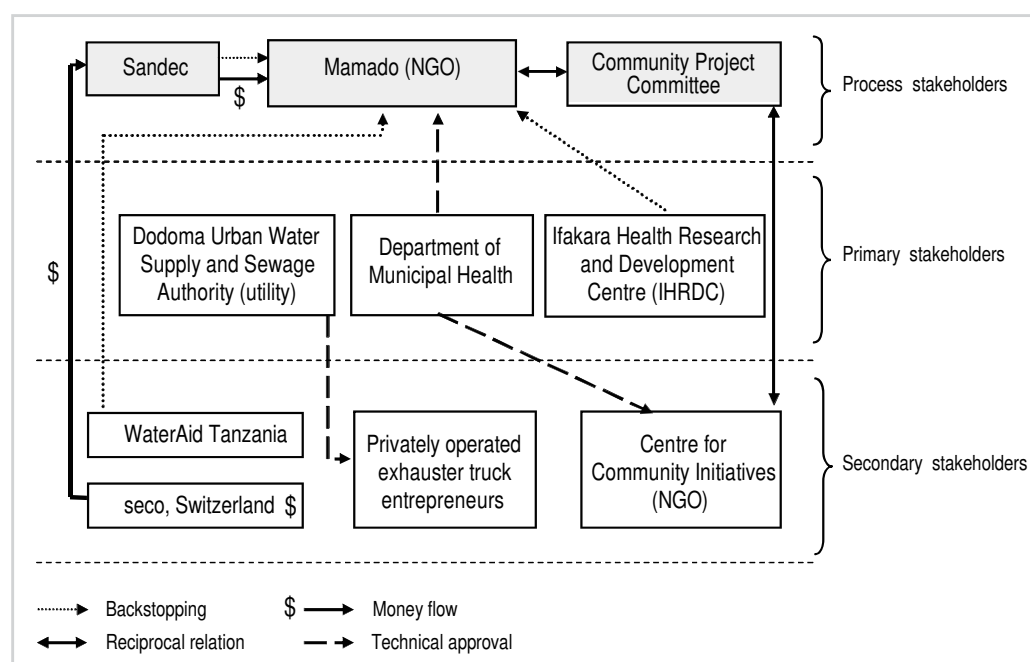 Sandec
$
Mamado (NGO)
Community Project
Committee
Process stakeholders
$
Dodoma Urban Water
Supply and Sewage
Authority (utility)
Department of
Municipal Health
Ifakara Health Research
and Development
Centre (IHRDC)
Primary stakeholders
WaterAid Tanzania
seco, Switzerland $
Privately operated
exhauster truck
entrepreneurs
Centre for
Community Initiatives
(NGO)
Secondary stakeholders
Backstopping
$ Money flow
Reciprocal relation
Technical approval